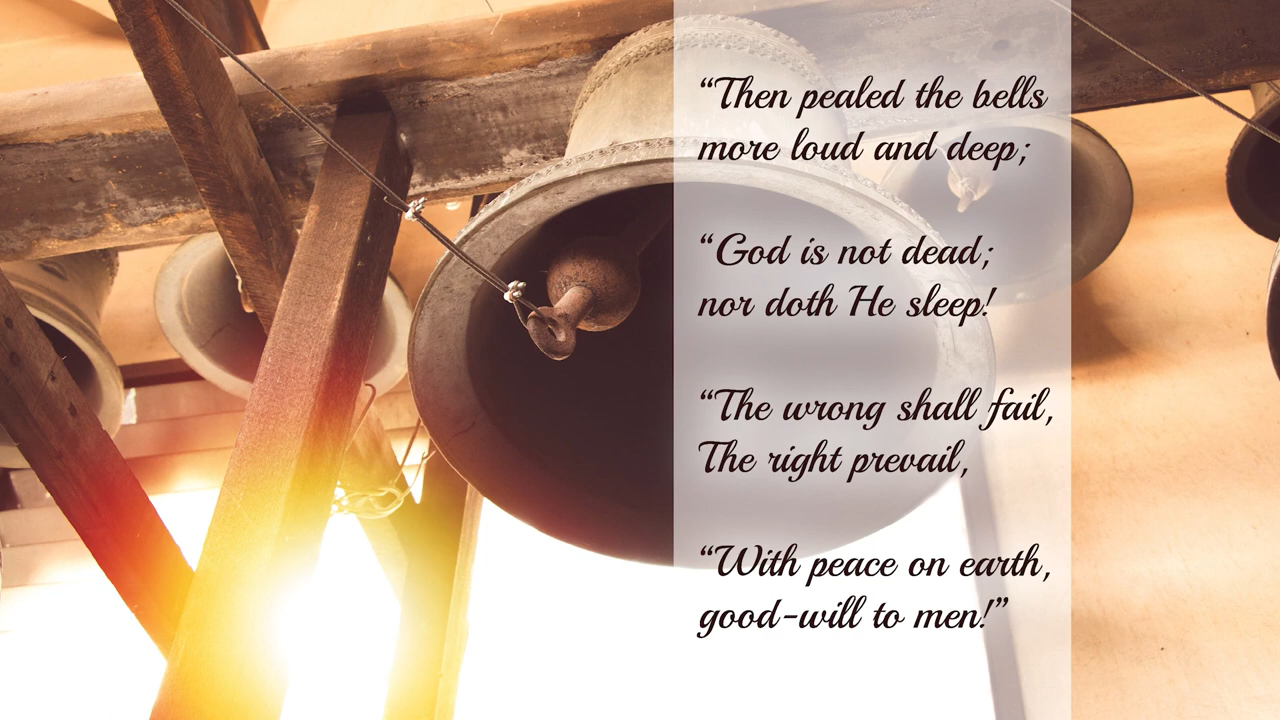 “Then pealed the bells
more loud and deep;
“God is not dead;
nor doth He sleep!
“The wrong shall fail,
The right prevail,
“With peace on earth,
good-will to men!”